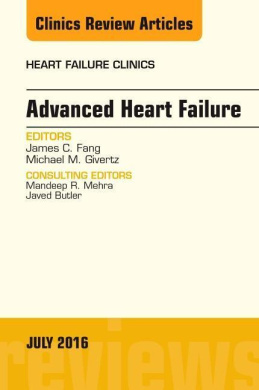 Clinics Review Articles
HEART FAILURE CLINICS
Advanced Heart Failure
EDITORS
James C. Fang
Michael M. Givertz
CONSULTING EDITORS
Mandeep R. Mehra
Javed Butler
JULY 2016
reviews